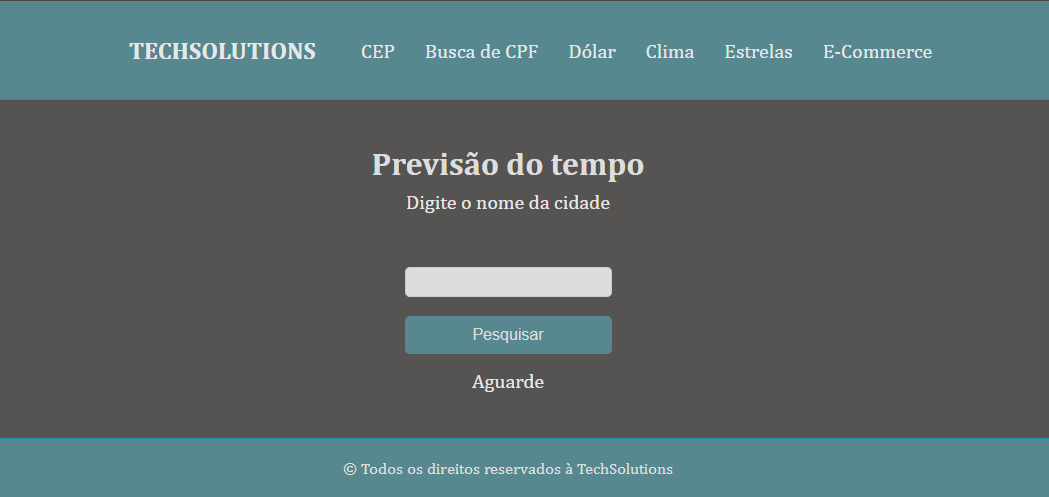 TECHSOLUTIONS CEP Busca de CPF Dólar Clima Estrelas E-Commerce
Previsão do tempo
Digite o nome da cidade
Pesquisar
Aguarde
© Todos os direitos reservados à TechSolutions